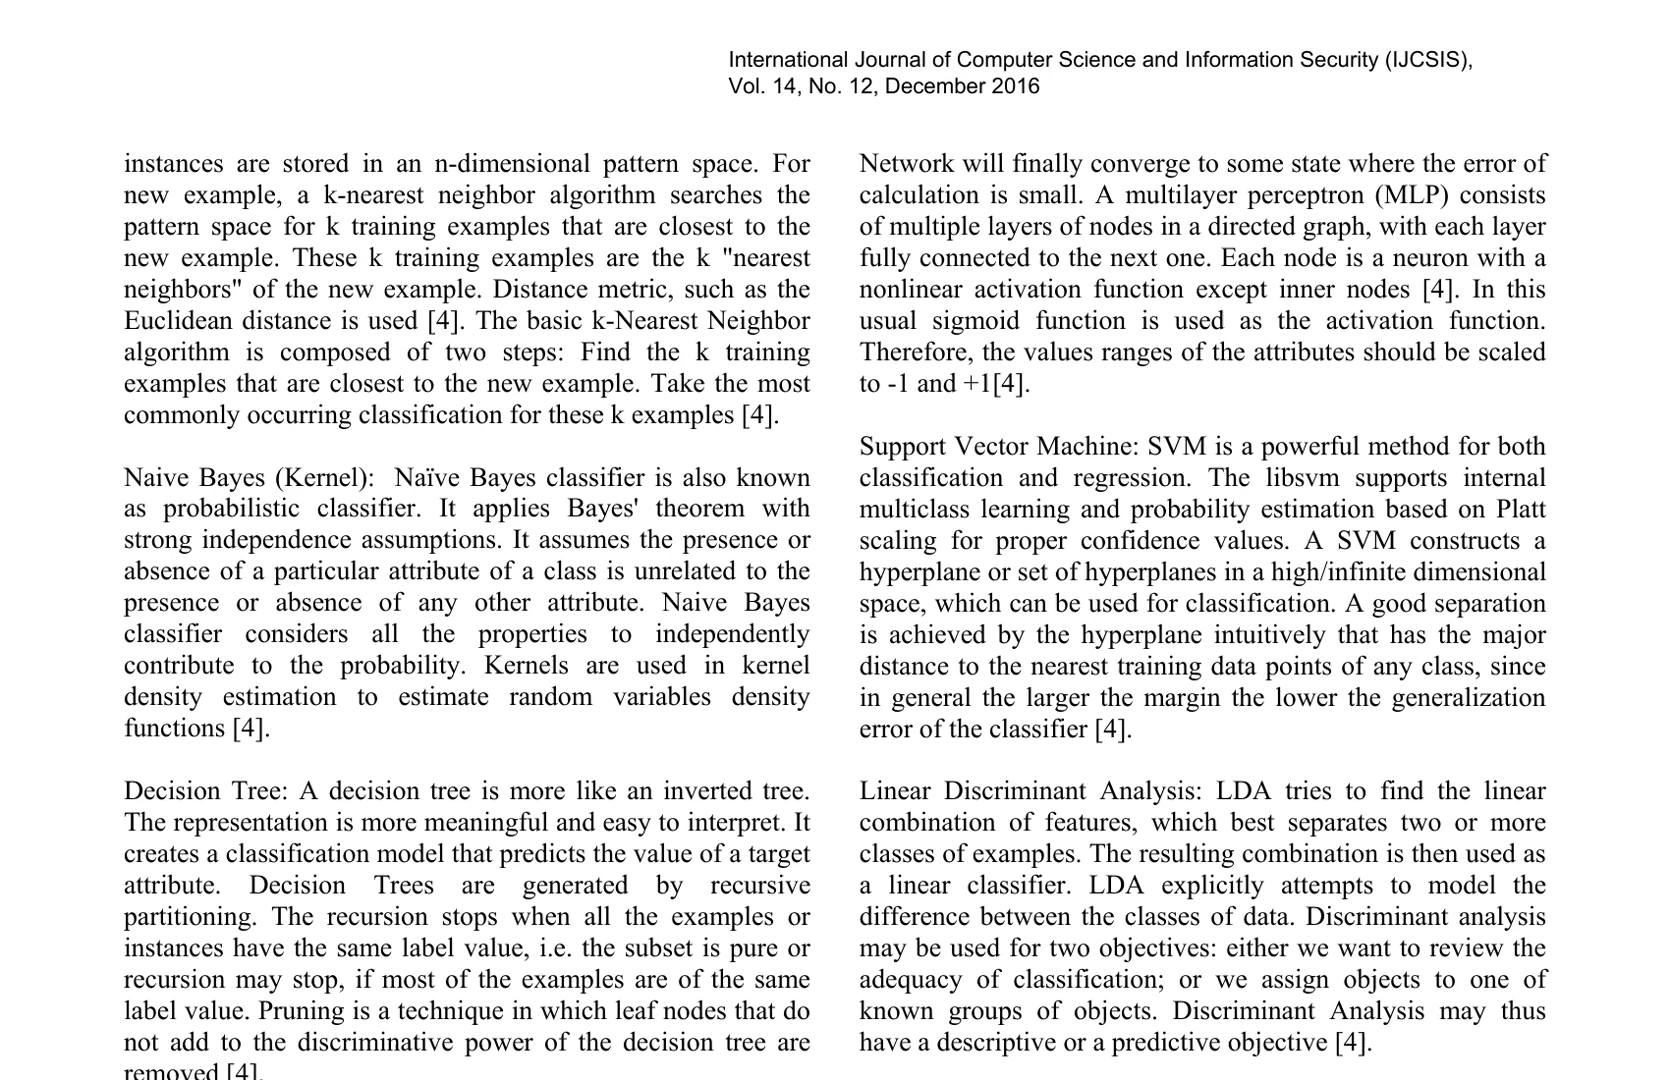 International Journal of Computer Science and Information Security (IJCSIS),
Vol. 14, No. 12, December 2016
instances are stored in an n-dimensional pattern space. For
new example, a k-nearest neighbor algorithm searches the
pattern space for k training examples that are closest to the
new example. These k training examples are the k "nearest
neighbors" of the new example. Distance metric, such as the
Euclidean distance is used [4]. The basic k-Nearest Neighbor
algorithm is composed of two steps: Find the k training
examples that are closest to the new example. Take the most
commonly occurring classification for these k examples [4].
Naive Bayes (Kernel): Naïve Bayes classifier is also known
as probabilistic classifier. It applies Bayes' theorem with
strong independence assumptions. It assumes the presence or
absence of a particular attribute of a class is unrelated to the
presence or absence of any other attribute. Naive Bayes
classifier considers all the properties to independently
contribute to the probability. Kernels are used in kernel
density estimation to estimate random variables density
functions [4].
Decision Tree: A decision tree is more like an inverted tree.
The representation is more meaningful and easy to interpret. It
creates a classification model that predicts the value of a target
attribute. Decision Trees are generated by recursive
partitioning. The recursion stops when all the examples or
instances have the same label value, i.e. the subset is pure or
recursion may stop, if most of the examples are of the same
label value. Pruning is a technique in which leaf nodes that do
not add to the discriminative power of the decision tree are
removed [4].
Network will finally converge to some state where the error of
calculation is small. A multilayer perceptron (MLP) consists
of multiple layers of nodes in a directed graph, with each layer
fully connected to the next one. Each node is a neuron with a
nonlinear activation function except inner nodes [4]. In this
usual sigmoid function is used as the activation function.
Therefore, the values ranges of the attributes should be scaled
to -1 and +1[4].
Support Vector Machine: SVM is a powerful method for both
classification and regression. The libsvm supports internal
multiclass learning and probability estimation based on Platt
scaling for proper confidence values. A SVM constructs a
hyperplane or set of hyperplanes in a high/infinite dimensional
space, which can be used for classification. A good separation
is achieved by the hyperplane intuitively that has the major
distance to the nearest training data points of any class, since
in general the larger the margin the lower the generalization
error of the classifier [4].
Linear Discriminant Analysis: LDA tries to find the linear
combination of features, which best separates two or more
classes of examples. The resulting combination is then used as
a linear classifier. LDA explicitly attempts to model the
difference between the classes of data. Discriminant analysis
may be used for two objectives: either we want to review the
adequacy of classification; or we assign objects to one of
known groups of objects. Discriminant Analysis may thus
have a descriptive or a predictive objective [4].